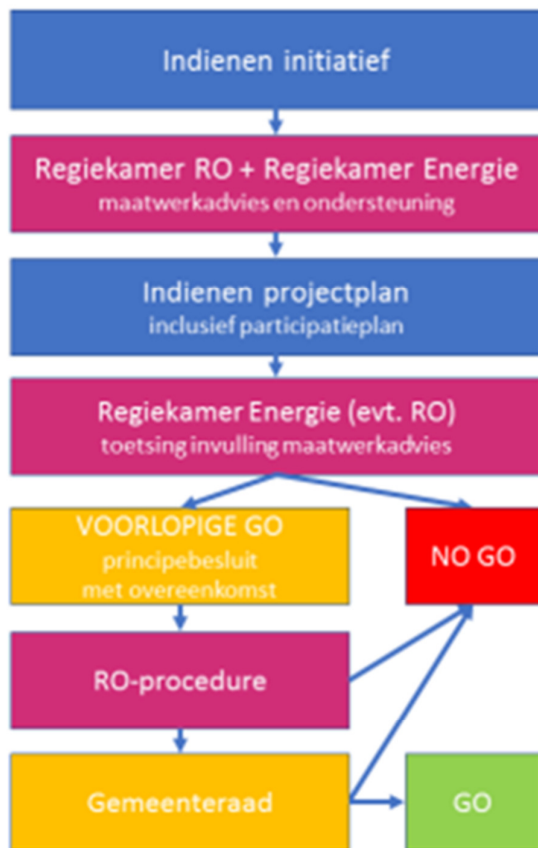 Indienen initiatief
Regiekamer RO + Regiekamer Energie
maatwerkadvies en ondersteuning
Indienen projectplan
inclusief participatieplan
Regiekamer Energie (evt. RO)
toetsing invulling maatwerkadvies
VOORLOPIGE GO
principebesluit
met overeenkomst
NO GO
RO-procedure
Gemeenteraad
GO